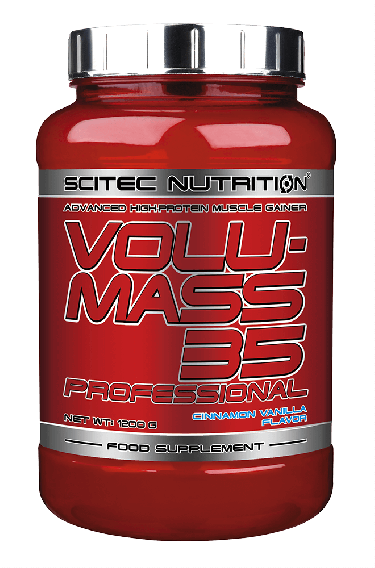 SCITEC NUTRITION®
ADVANCED HIGH-PROTEIN MUSCLE GAINER
VOLU-
MASS
35
PROFESSIONAL
CINNAMON VANILLA
FLAVOR
NET WT: 1200 G
FOOD SUPPLEMENT